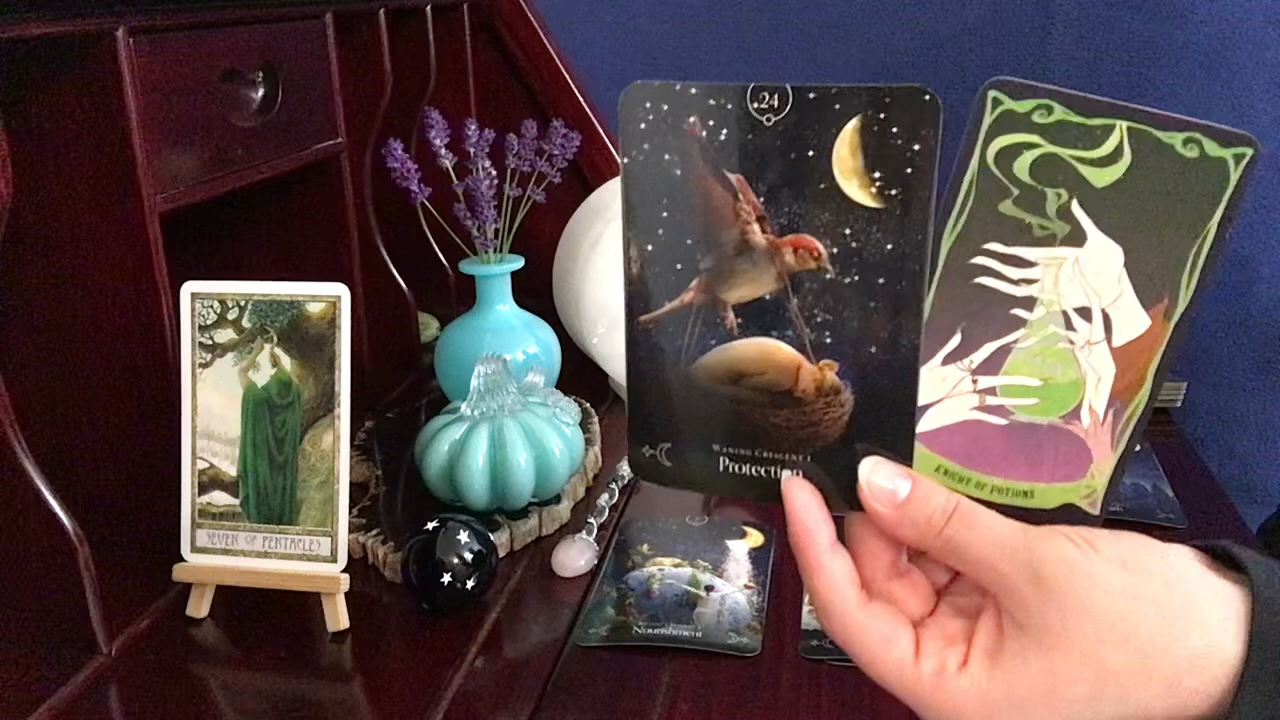 SEVEN OF PENTACLES
24
WANING CRESCENT I
Protection
KNIGHT OF POTIONS
Nourishment